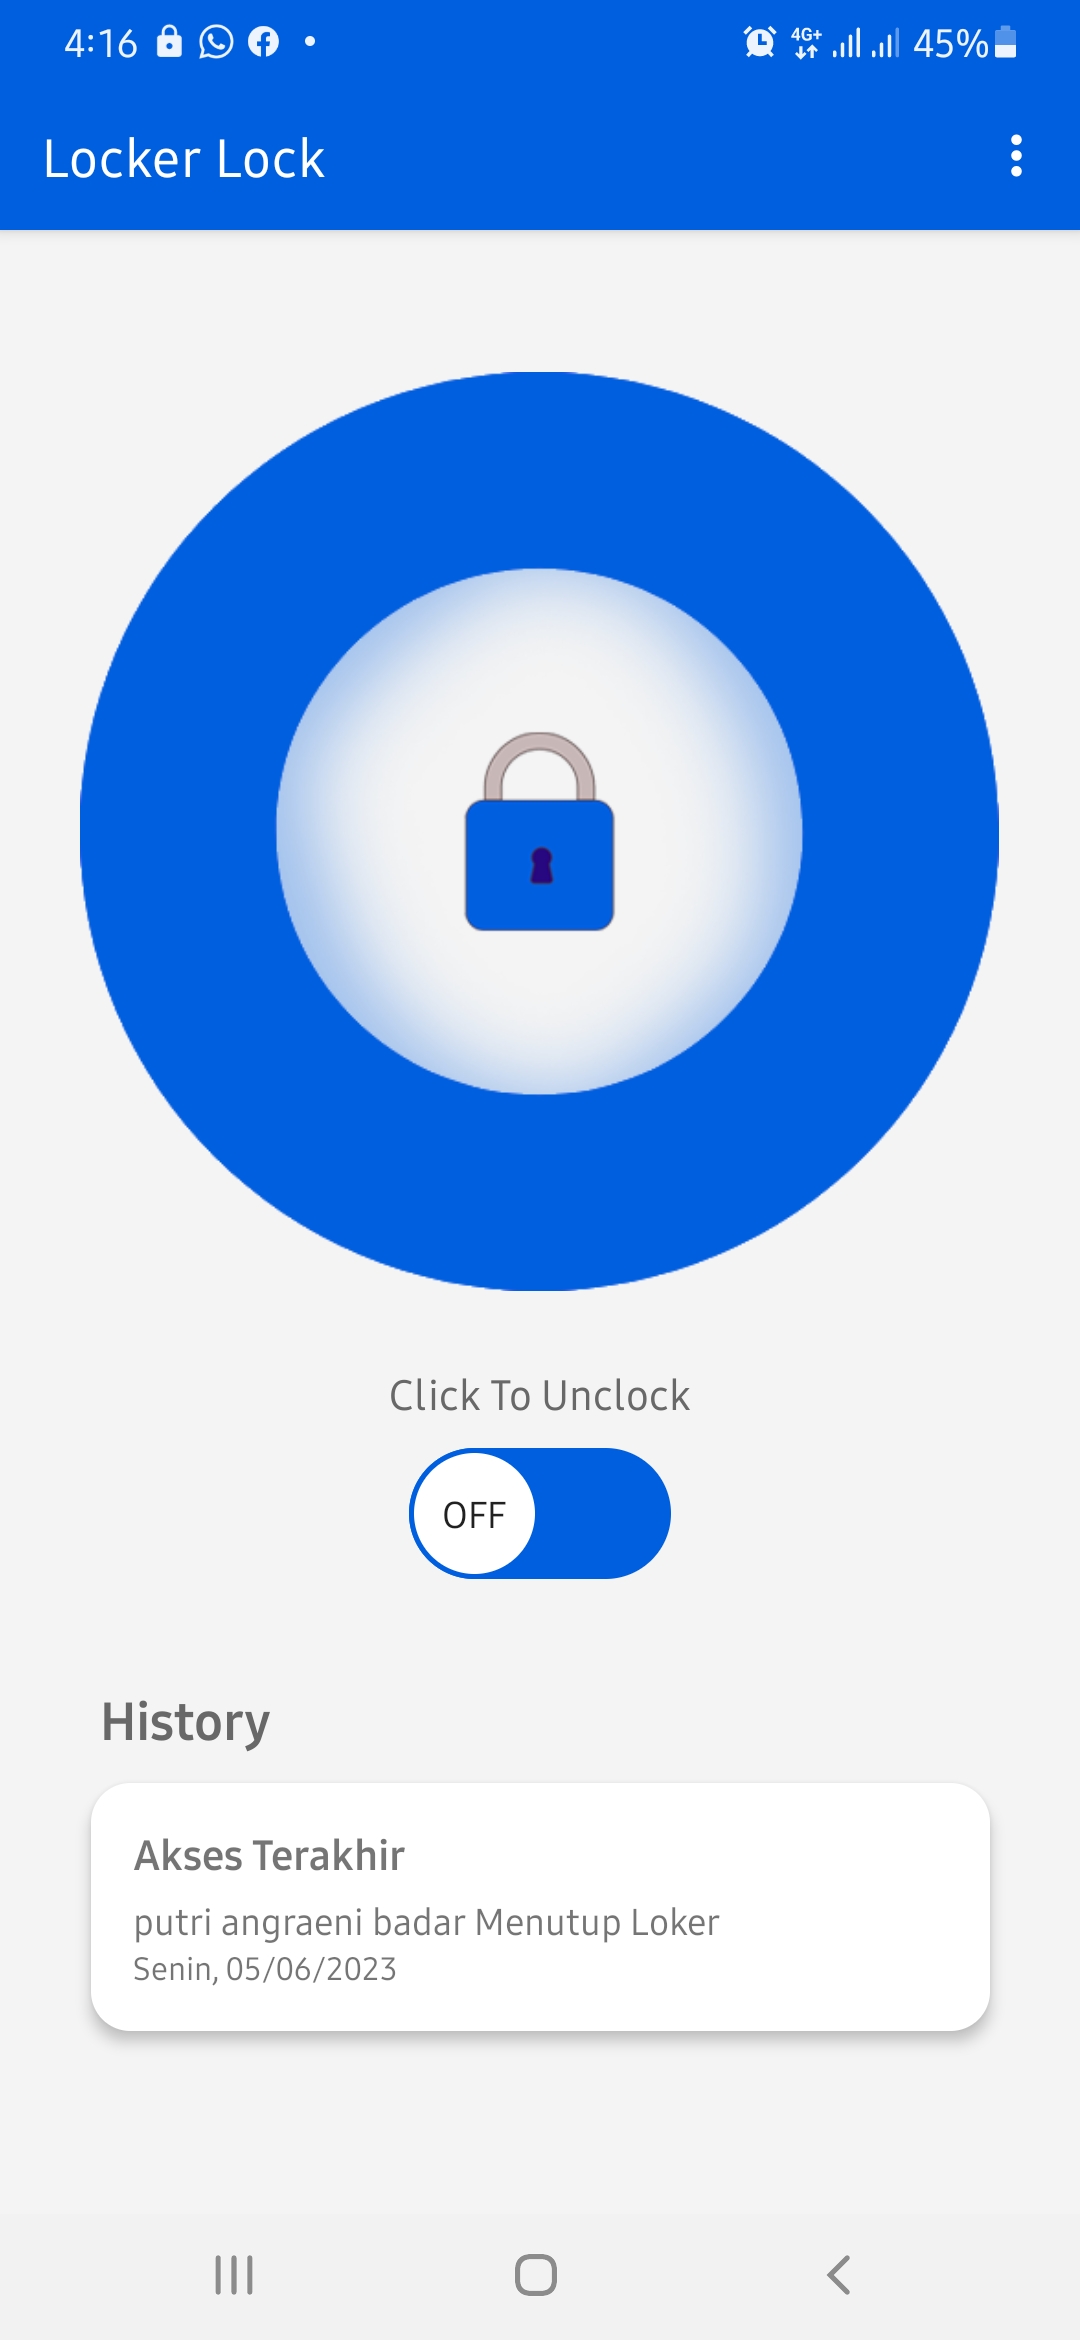 4:16
4G+ 45%
Locker Lock
Click To Unclock
OFF
History
Akses Terakhir
putri angraeni badar Menutup Loker
Senin, 05/06/2023